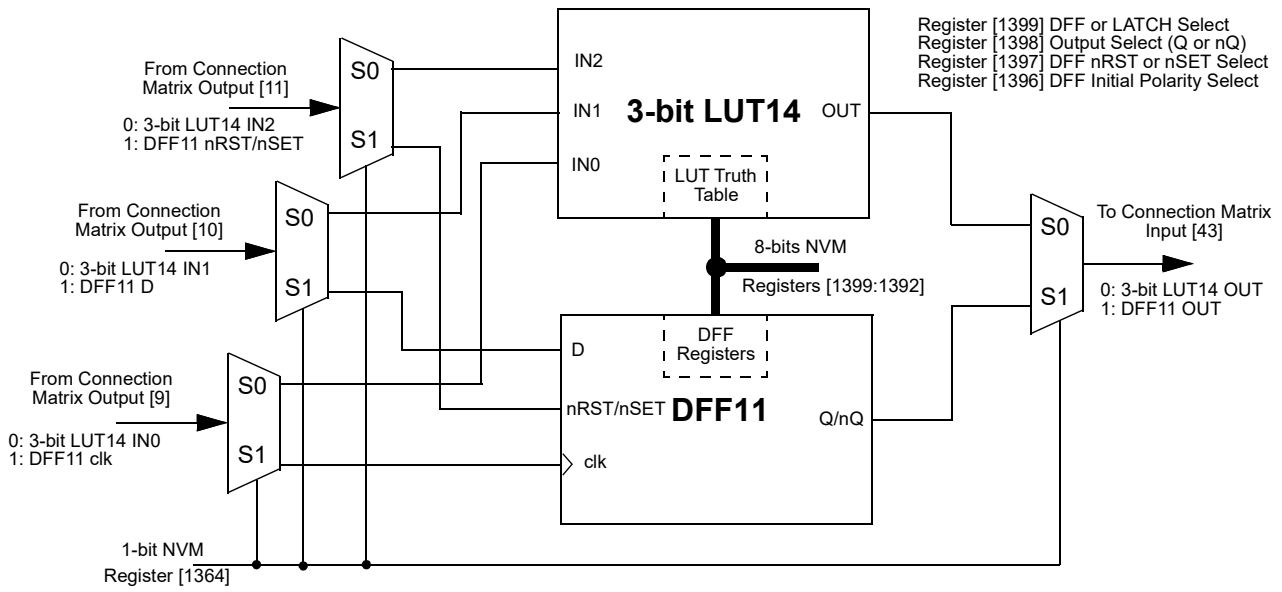 Register [1399] DFF or LATCH Select
Register [1398] Output Select (Q or nQ)
Register [1397] DFF nRST or nSET Select
Register [1396] DFF Initial Polarity Select
From Connection
Matrix Output [11]
0: 3-bit LUT14 IN2
1: DFF11 nRST/nSET
S0
S1
IN2
IN1
IN0
3-bit LUT14
OUT
LUT Truth
Table
From Connection
Matrix Output [10]
0: 3-bit LUT14 IN1
1: DFF11 D
S0
S1
8-bits NVM
Registers [1399:1392]
To Connection Matrix
Input [43]
S0
S1
0: 3-bit LUT14 OUT
1: DFF11 OUT
From Connection
Matrix Output [9]
0: 3-bit LUT14 IN0
1: DFF11 clk
S0
S1
DFF
Registers
D
nRST/nSET
DFF11
Q/nQ
clk
1-bit NVM
Register [1364]